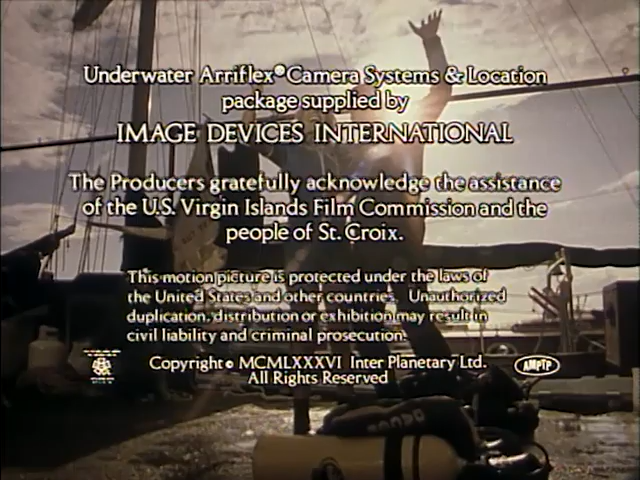 Underwater Arriflex® Camera Systems & Location
package supplied by
IMAGE DEVICES INTERNATIONAL
The Producers gratefully acknowledge the assistance
of the U.S. Virgin Islands Film Commission and the
people of St. Croix.
This motion picture is protected under the laws of
the United States and other countries. Unauthorized
duplication, distribution or exhibition may result in
civil liability and criminal prosecution.
Copyright © MCMLXXXVI Inter Planetary Ltd.
All Rights Reserved
AMPTP